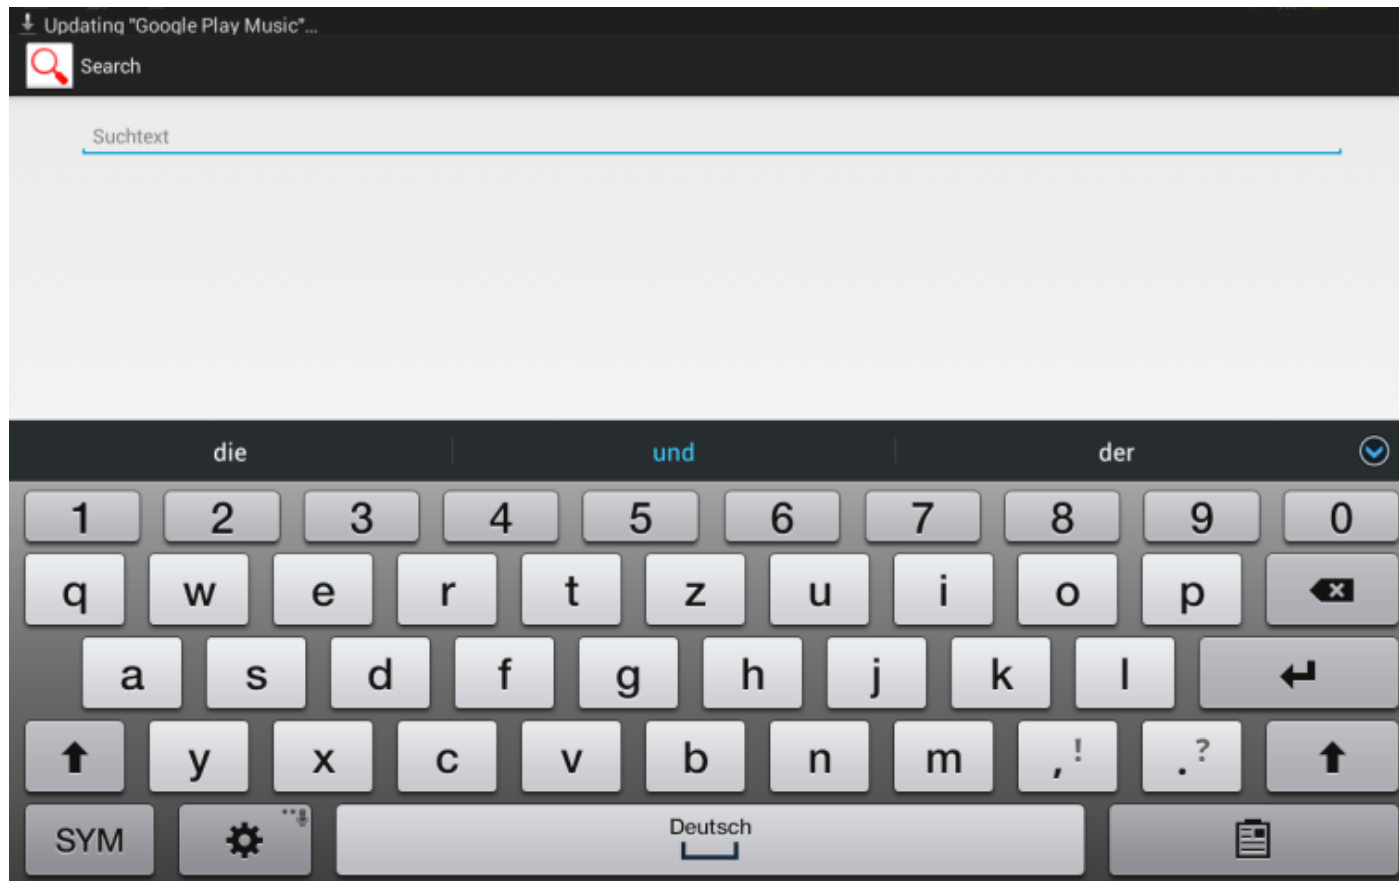 Updating "Google Play Music"...
Search
Suchtext
die und der
1 2 3 4 5 6 7 8 9 0
q w e r t z u i o p
a s d f g h j k l
y x c v b n m , ! . ?
SYM Deutsch